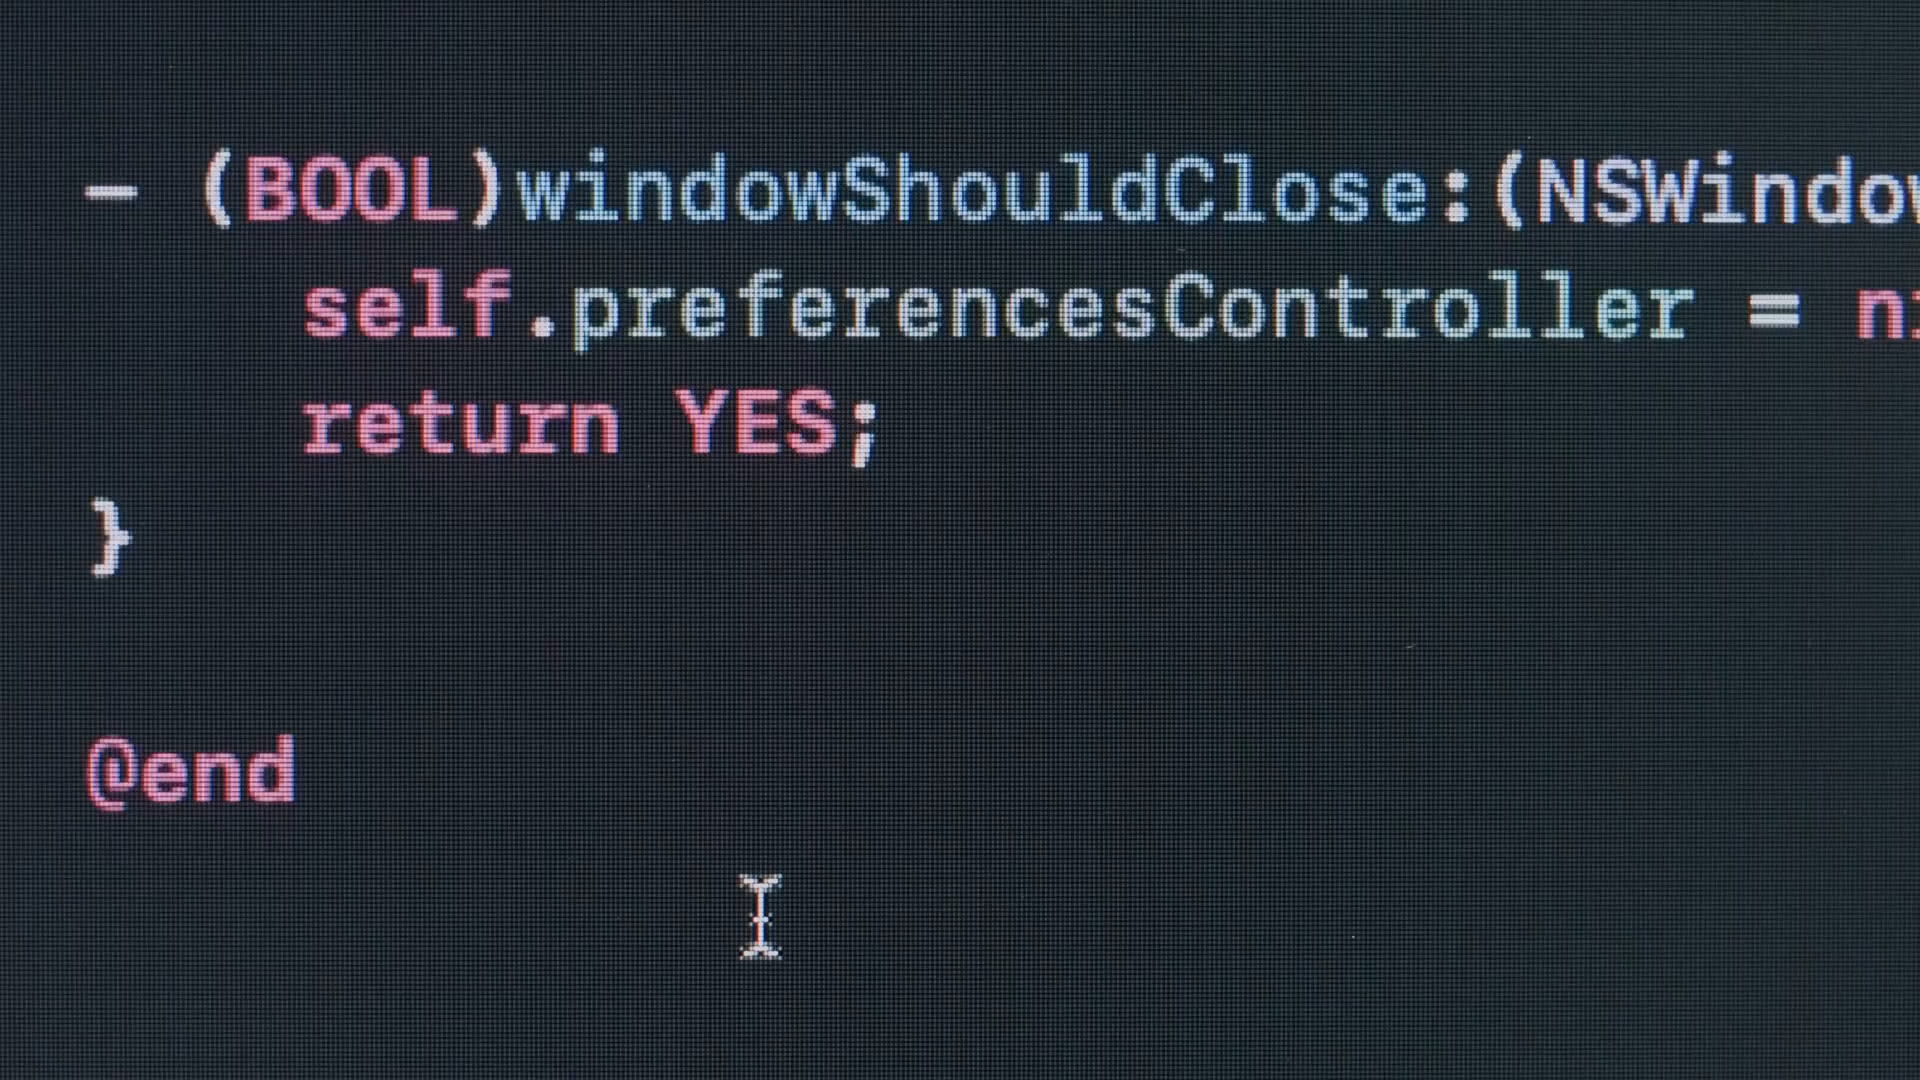 - (BOOL)windowShouldClose:(NSWindow
self.preferencesController =
return YES;
}
@end